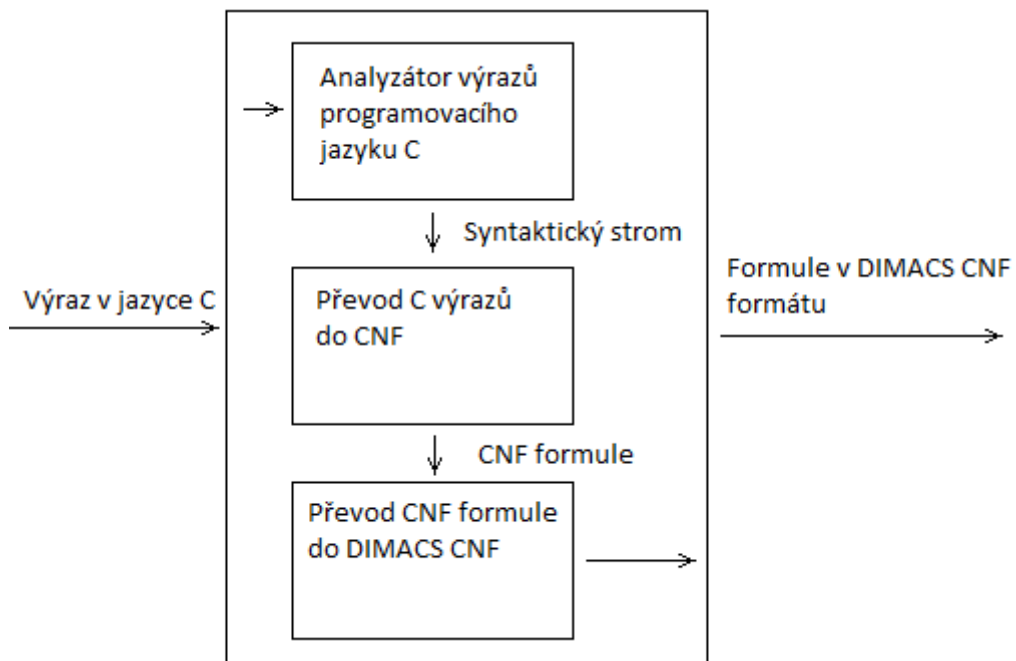 Analyzátor výrazů
programovacího
jazyku C
Syntaktický strom
Výraz v jazyce C
Převod C výrazů
do CNF
Formule v DIMACS CNF
formátu
CNF formule
Převod CNF formule
do DIMACS CNF